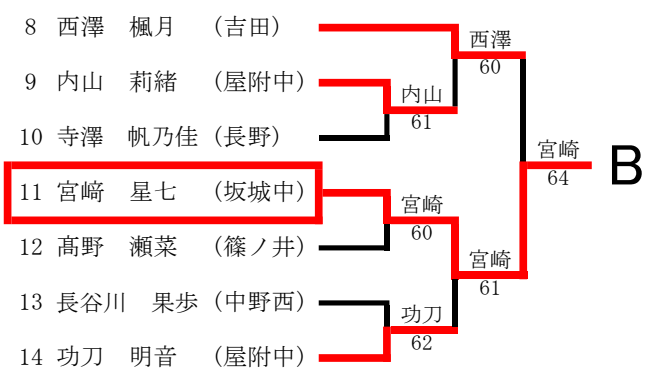 8 西澤 楓月 (吉田)
西澤
60
9 内山 莉緒 (屋附中)
内山
61
10 寺澤 帆乃佳 (長野)
宮崎
64
B
11 宮﨑 星七 (坂城中)
宮崎
60
12 髙野 瀬菜 (篠ノ井)
宮崎
61
13 長谷川 果歩 (中野西)
功刀
62
14 功刀 明音 (屋附中)